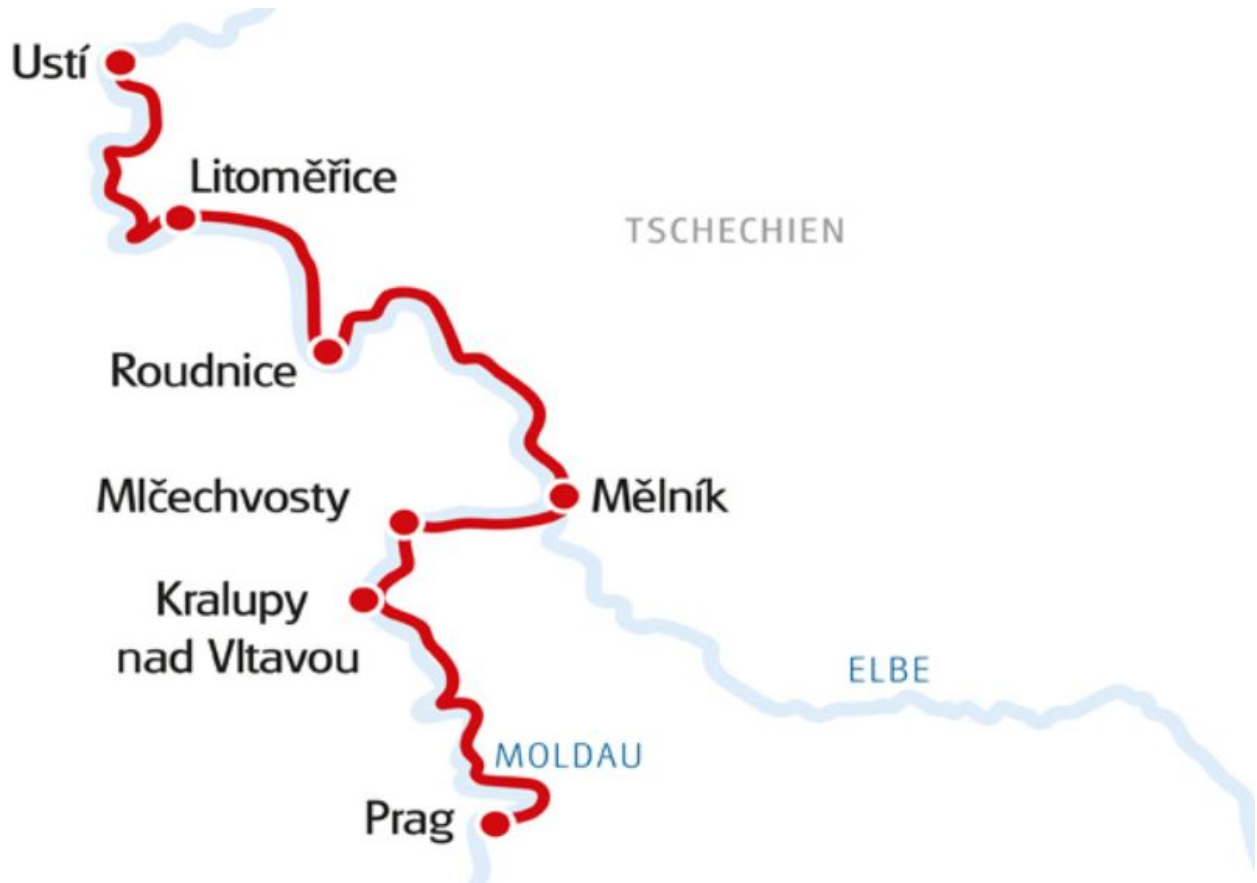 Ustí
Litoměřice
TSCHECHIEN
Roudnice
Mlčechvosty
Mělník
Kralupy
nad Vltavou
ELBE
MOLDAU
Prag